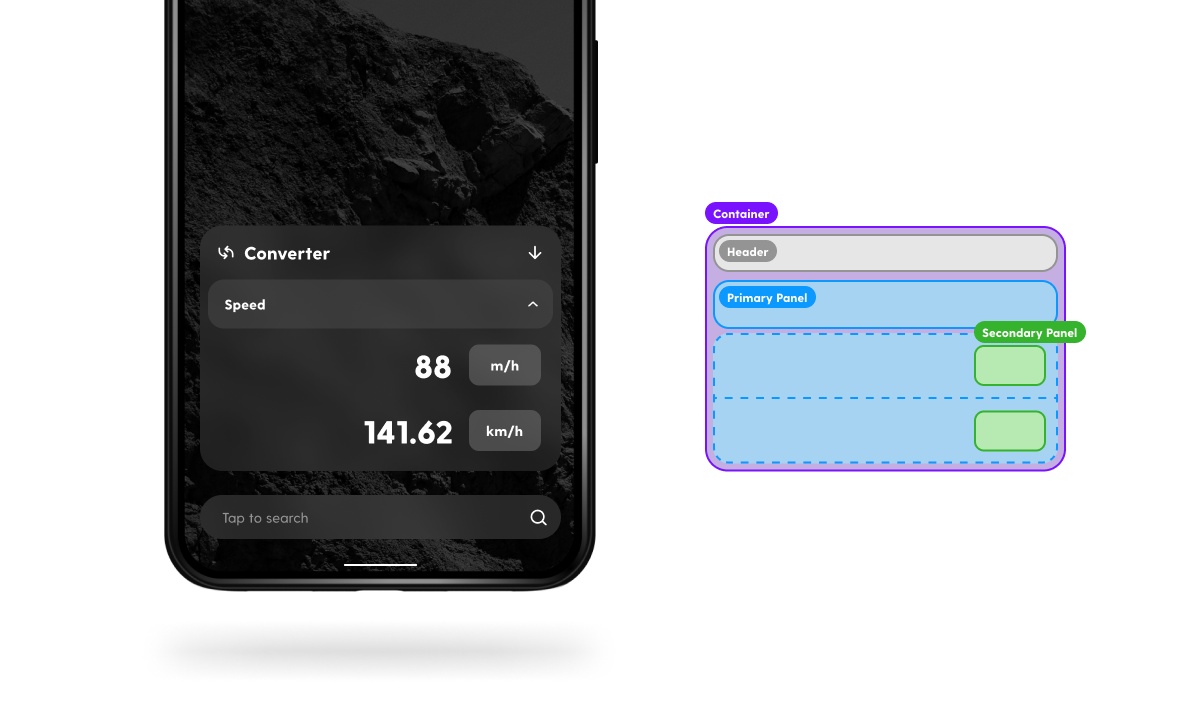 Converter
Speed
88
m/h
141.62
km/h
Tap to search
Container
Header
Primary Panel
Secondary Panel